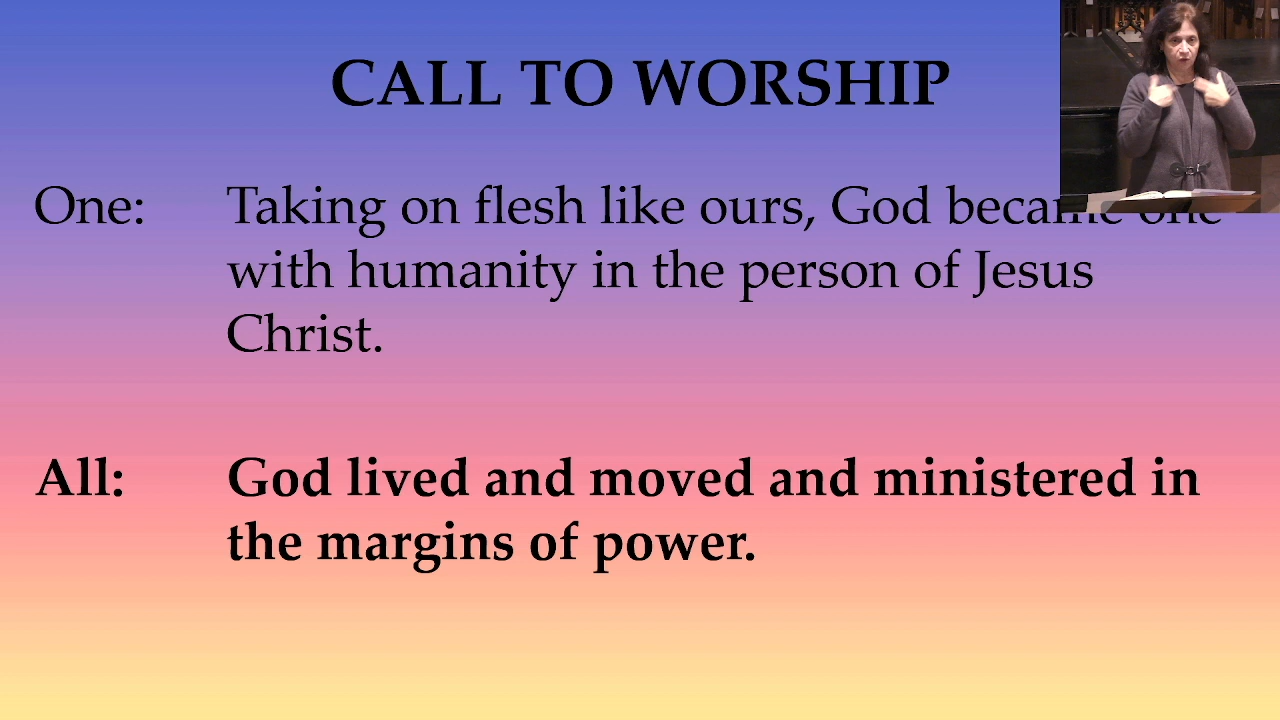 CALL TO WORSHIP
One: Taking on flesh like ours, God became one
with humanity in the person of Jesus
Christ.
All: God lived and moved and ministered in
the margins of power.